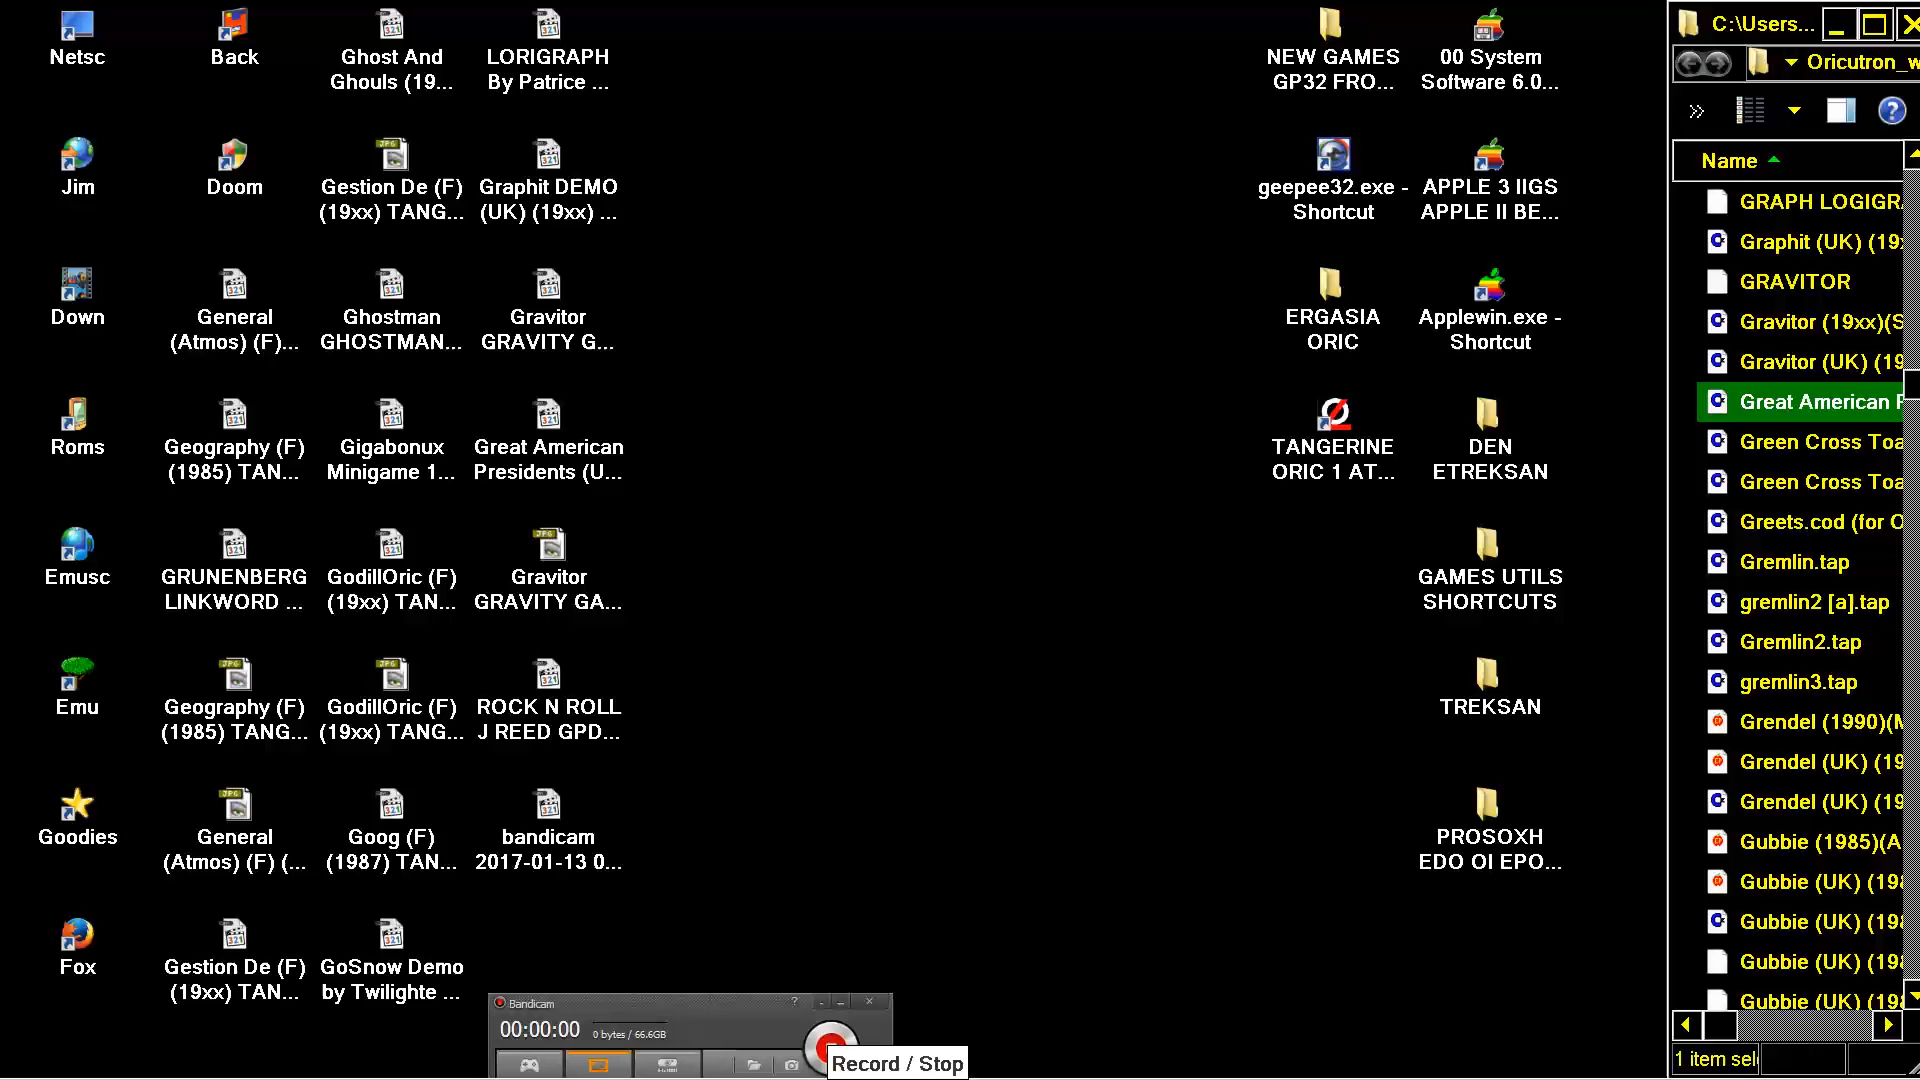 Netsc
Back
Ghost And
Ghouls (19...
LORIGRAPH
By Patrice ...
NEW GAMES
GP32 FRO...
00 System
Software 6.0...
Jim
Doom
Gestion De (F)
(19xx) TANG...
Graphit DEMO
(UK) (19xx) ...
geepee32.exe -
Shortcut
APPLE 3 IIGS
APPLE II BE...
Down
General
(Atmos) (F)...
Ghostman
GHOSTMAN...
Gravitor
GRAVITY G...
ERGASIA
ORIC
Applewin.exe -
Shortcut
Roms
Geography (F)
(1985) TAN...
Gigabonux
Minigame 1...
Great American
Presidents (U...
TANGERINE
ORIC 1 AT...
DEN
ETREKSAN
Emusc
GRUNENBERG
LINKWORD ...
GodillOric (F)
(19xx) TAN...
Gravitor
GRAVITY GA...
GAMES UTILS
SHORTCUTS
Emu
Geography (F)
(1985) TANG...
GodillOric (F)
(19xx) TANG...
ROCK N ROLL
J REED GPD...
TREKSAN
Goodies
General
(Atmos) (F) (...
Goog (F)
(1987) TAN...
bandicam
2017-01-13 0...
PROSOXH
EDO OI EPO...
Fox
Gestion De (F)
(19xx) TAN...
GoSnow Demo
by Twilighte ...
Bandicam
00:00:00
0 bytes / 66.6GB
Record / Stop
C:\Users...
Oricutron_w
Name
GRAPH LOGIGR
Graphit (UK) (19
GRAVITOR
Gravitor (19xx)(S
Gravitor (UK) (19
Great American
Green Cross Toa
Green Cross Toa
Greets.cod (for O
Gremlin.tap
gremlin2 [a].tap
Gremlin2.tap
gremlin3.tap
Grendel (1990)(M
Grendel (UK) (19
Grendel (UK) (19
Gubbie (1985)(A
Gubbie (UK) (198
Gubbie (UK) (198
Gubbie (UK) (198
Gubbie (UK) (198
1 item sel